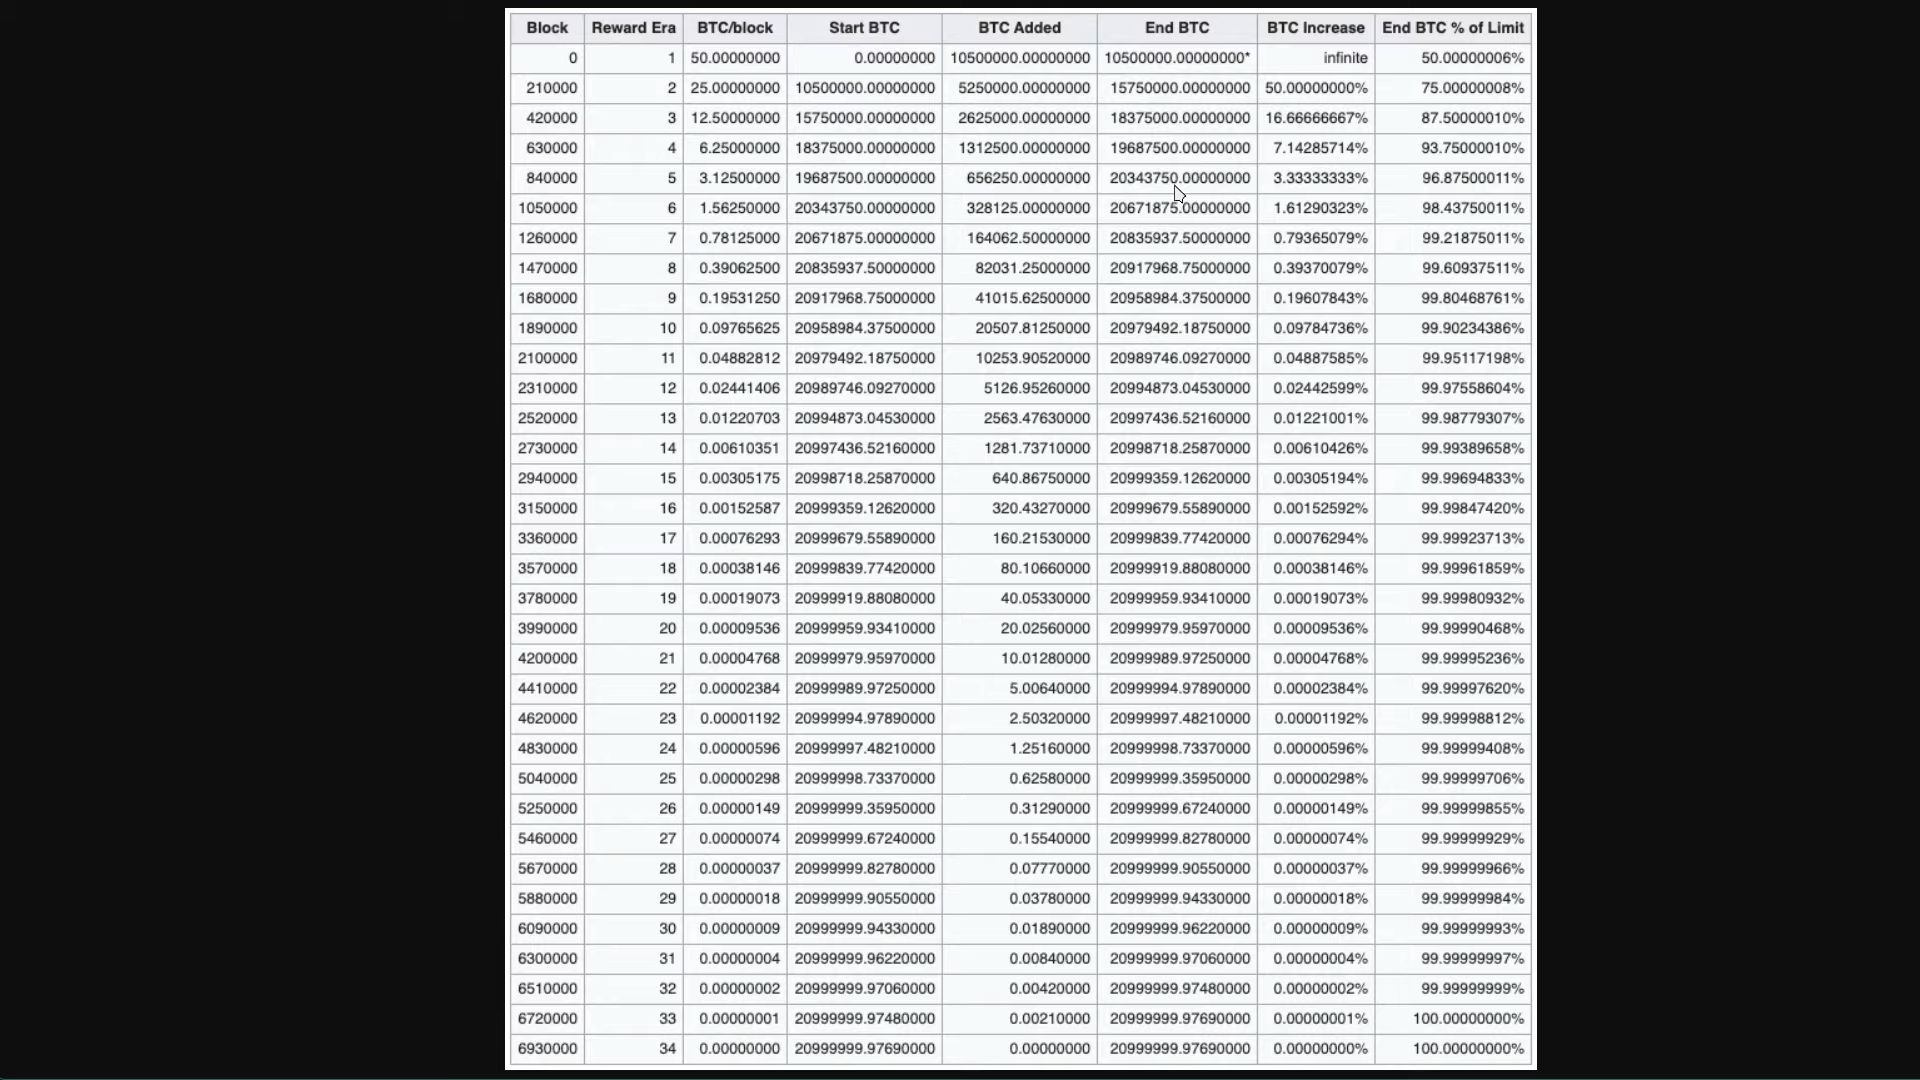 Block Reward Era BTC/block Start BTC BTC Added End BTC BTC Increase End BTC % of Limit
0 1 50.00000000 0.00000000 10500000.00000000 10500000.00000000* infinite 50.00000006%
210000 2 25.00000000 10500000.00000000 5250000.00000000 15750000.00000000 50.00000000% 75.00000008%
420000 3 12.50000000 15750000.00000000 2625000.00000000 18375000.00000000 16.66666667% 87.50000010%
630000 4 6.25000000 18375000.00000000 1312500.00000000 19687500.00000000 7.14285714% 93.75000010%
840000 5 3.12500000 19687500.00000000 656250.00000000 20343750.00000000 3.33333333% 96.87500011%
1050000 6 1.56250000 20343750.00000000 328125.00000000 20671875.00000000 1.61290323% 98.43750011%
1260000 7 0.78125000 20671875.00000000 164062.50000000 20835937.50000000 0.79365079% 99.21875011%
1470000 8 0.39062500 20835937.50000000 82031.25000000 20917968.75000000 0.39370079% 99.60937511%
1680000 9 0.19531250 20917968.75000000 41015.62500000 20958984.37500000 0.19607843% 99.80468761%
1890000 10 0.09765625 20958984.37500000 20507.81250000 20979492.18750000 0.09784736% 99.90234386%
2100000 11 0.04882812 20979492.18750000 10253.90520000 20989746.09270000 0.04887585% 99.95117198%
2310000 12 0.02441406 20989746.09270000 5126.95260000 20994873.04530000 0.02442599% 99.97558604%
2520000 13 0.01220703 20994873.04530000 2563.47630000 20997436.52160000 0.01221001% 99.98779307%
2730000 14 0.00610351 20997436.52160000 1281.73710000 20998718.25870000 0.00610426% 99.99389658%
2940000 15 0.00305175 20998718.25870000 640.86750000 20999359.12620000 0.00305194% 99.99694833%
3150000 16 0.00152587 20999359.12620000 320.43270000 20999679.55890000 0.00152592% 99.99847420%
3360000 17 0.00076293 20999679.55890000 160.21530000 20999839.77420000 0.00076294% 99.99923713%
3570000 18 0.00038146 20999839.77420000 80.10660000 20999919.88080000 0.00038146% 99.99961859%
3780000 19 0.00019073 20999919.88080000 40.05330000 20999959.93410000 0.00019073% 99.99980932%
3990000 20 0.00009536 20999959.93410000 20.02560000 20999979.95970000 0.00009536% 99.99990468%
4200000 21 0.00004768 20999979.95970000 10.01280000 20999989.97250000 0.00004768% 99.99995236%
4410000 22 0.00002384 20999989.97250000 5.00640000 20999994.97890000 0.00002384% 99.99997620%
4620000 23 0.00001192 20999994.97890000 2.50320000 20999997.48210000 0.00001192% 99.99998812%
4830000 24 0.00000596 20999997.48210000 1.25160000 20999998.73370000 0.00000596% 99.99999408%
5040000 25 0.00000298 20999998.73370000 0.62580000 20999999.35950000 0.00000298% 99.99999706%
5250000 26 0.00000149 20999999.35950000 0.31290000 20999999.67240000 0.00000149% 99.99999855%
5460000 27 0.00000074 20999999.67240000 0.15540000 20999999.82780000 0.00000074% 99.99999929%
5670000 28 0.00000037 20999999.82780000 0.07770000 20999999.90550000 0.00000037% 99.99999966%
5880000 29 0.00000018 20999999.90550000 0.03780000 20999999.94330000 0.00000018% 99.99999984%
6090000 30 0.00000009 20999999.94330000 0.01890000 20999999.96220000 0.00000009% 99.99999993%
6300000 31 0.00000004 20999999.96220000 0.00840000 20999999.97060000 0.00000004% 99.99999997%
6510000 32 0.00000002 20999999.97060000 0.00420000 20999999.97480000 0.00000002% 99.99999999%
6720000 33 0.00000001 20999999.97480000 0.00210000 20999999.97690000 0.00000001% 100.00000000%
6930000 34 0.00000000 20999999.97690000 0.00000000 20999999.97690000 0.00000000% 100.00000000%